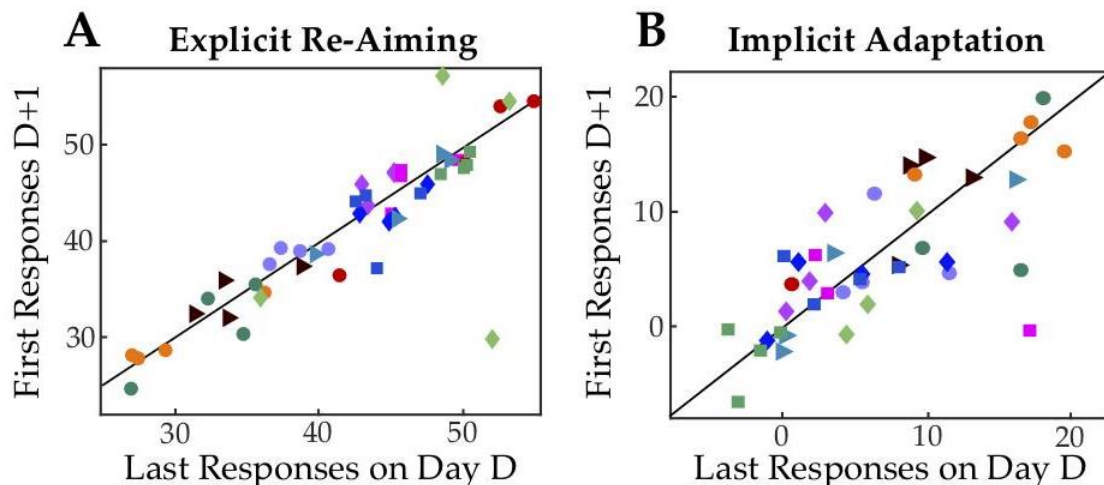 A
Explicit Re-Aiming
First Responses D+1
50
40
30
30
40
50
Last Responses on Day D
B
Implicit Adaptation
First Responses D+1
20
10
0
0
10
20
Last Responses on Day D